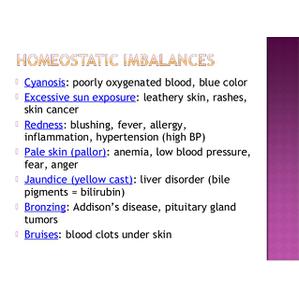 HOMEOSTATIC IMBALANCES
Cyanosis: poorly oxygenated blood, blue color
Excessive sun exposure: leathery skin, rashes,
skin cancer
Redness: blushing, fever, allergy,
inflammation, hypertension (high BP)
Pale skin (pallor): anemia, low blood pressure,
fear, anger
Jaundice (yellow cast): liver disorder (bile
pigments = bilirubin)
Bronzing: Addison’s disease, pituitary gland
tumors
Bruises: blood clots under skin